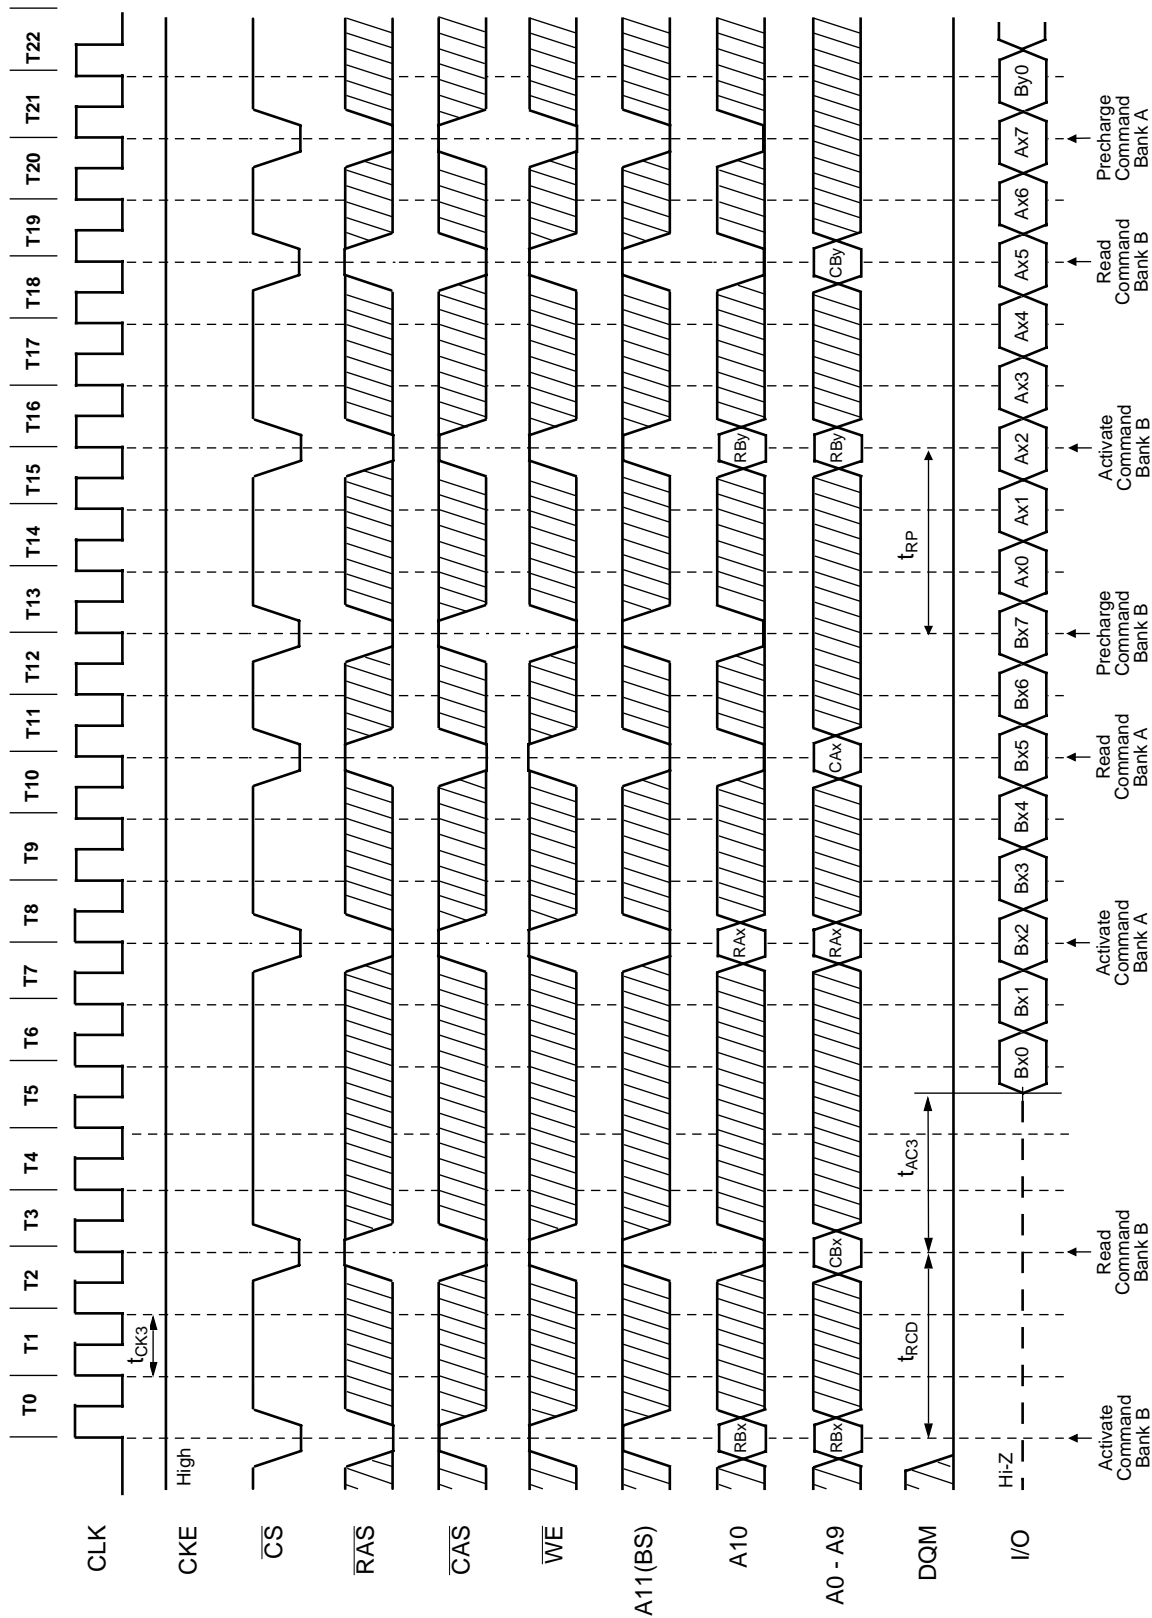 T0 T1 T2 T3 T4 T5 T6 T7 T8 T9 T10 T11 T12 T13 T14 T15 T16 T17 T18 T19 T20 T21 T22
CLK
tCK3
CKE
High
CS
RAS
CAS
WE
A11(BS)
A10
RBx RAx RBy
A0 - A9
RBx CBx RAx CAx RBy CBy
DQM
tRCD tAC3 tRP
I/O
Hi-Z
Bx0 Bx1 Bx2 Bx3 Bx4 Bx5 Bx6 Bx7 Ax0 Ax1 Ax2 Ax3 Ax4 Ax5 Ax6 Ax7 By0
Activate
Command
Bank B
Read
Command
Bank B
Activate
Command
Bank A
Read
Command
Bank A
Precharge
Command
Bank B
Activate
Command
Bank B
Read
Command
Bank B
Precharge
Command
Bank A